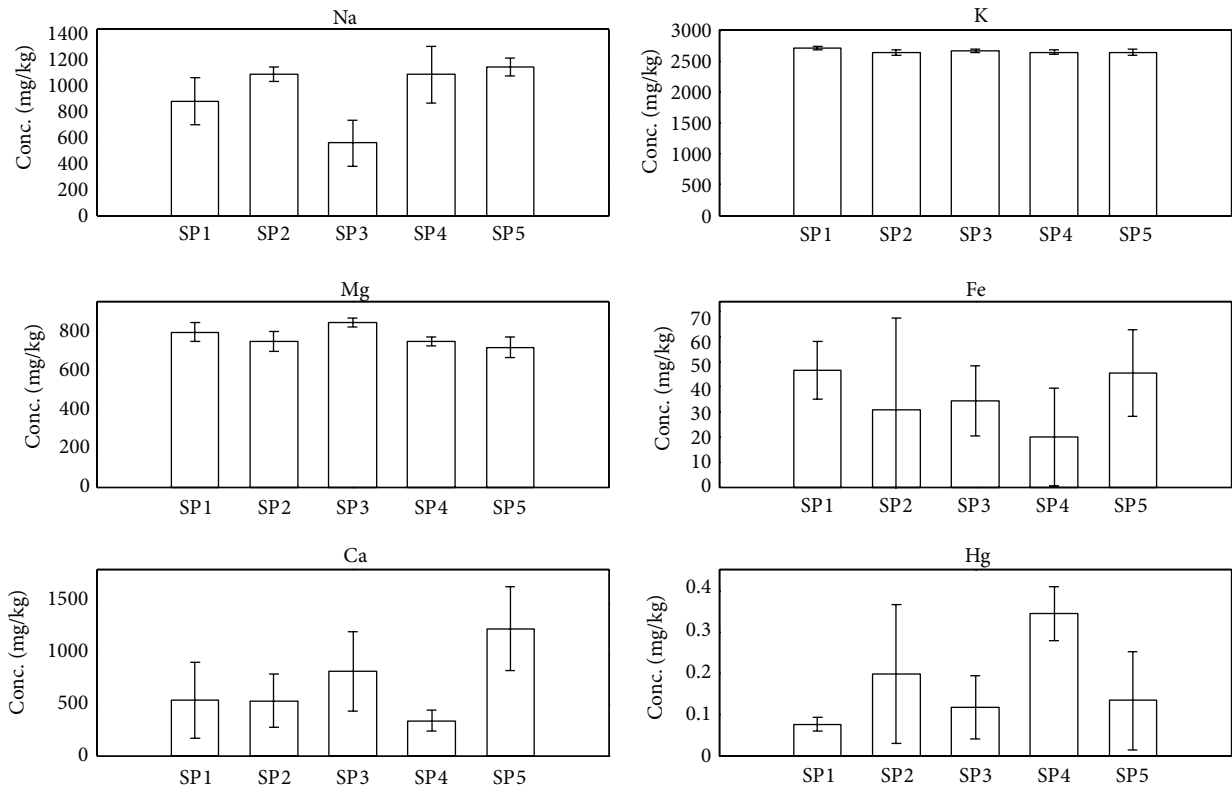 Na
Conc. (mg/kg)
1400
1200
1000
800
600
400
200
0
SP1 SP2 SP3 SP4 SP5
K
Conc. (mg/kg)
3000
2500
2000
1500
1000
500
0
SP1 SP2 SP3 SP4 SP5
Mg
Conc. (mg/kg)
800
600
400
200
0
SP1 SP2 SP3 SP4 SP5
Fe
Conc. (mg/kg)
70
60
50
40
30
20
10
0
SP1 SP2 SP3 SP4 SP5
Ca
Conc. (mg/kg)
1500
1000
500
0
SP1 SP2 SP3 SP4 SP5
Hg
Conc. (mg/kg)
0.4
0.3
0.2
0.1
0
SP1 SP2 SP3 SP4 SP5